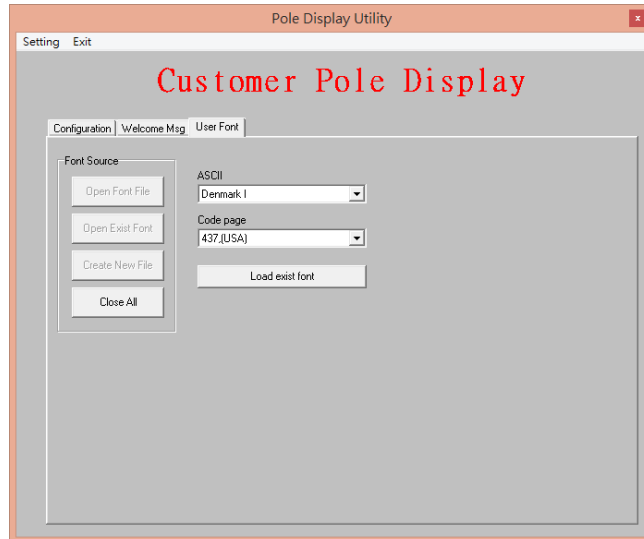 Pole Display Utility
x
Setting Exit
Customer Pole Display
Configuration Welcome Msg User Font
Font Source
Open Font File
Open Exist Font
Create New File
Close All
ASCII
Denmark I
Code page
437,(USA)
Load exist font